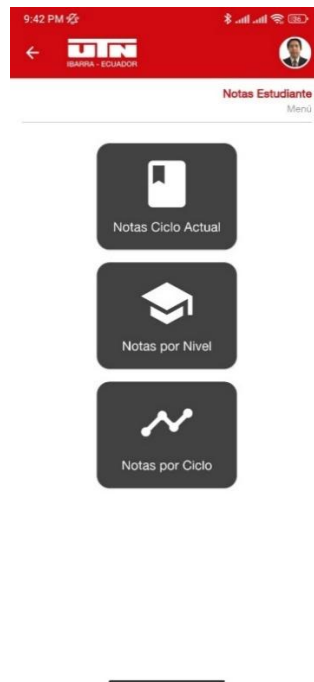 9:42 PM
UTN
IBARRA - ECUADOR
Notas Estudiante
Menú
Notas Ciclo Actual
Notas por Nivel
Notas por Ciclo